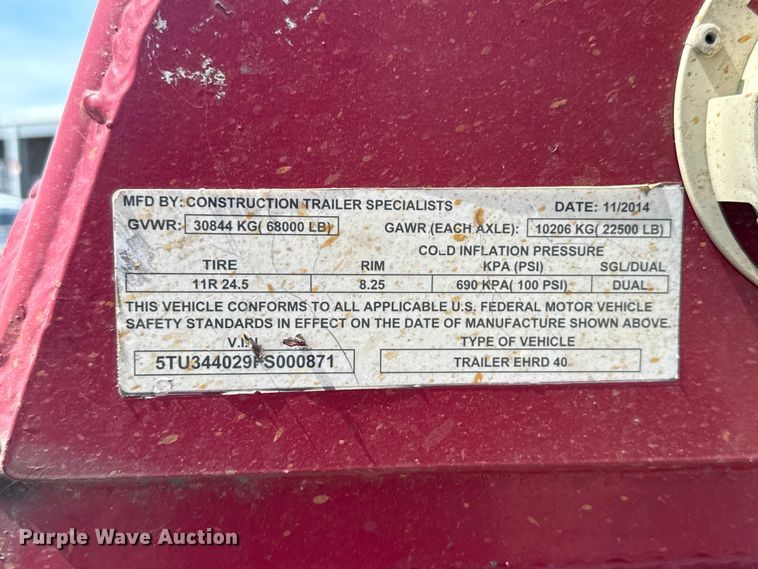 MFD BY: CONSTRUCTION TRAILER SPECIALISTS DATE: 11/2014
GVWR: 30844 KG( 68000 LB) GAWR (EACH AXLE): 10206 KG( 22500 LB)
COLD INFLATION PRESSURE
TIRE RIM KPA (PSI) SGL/DUAL
11R 24.5 8.25 690 KPA( 100 PSI) DUAL
THIS VEHICLE CONFORMS TO ALL APPLICABLE U.S. FEDERAL MOTOR VEHICLE
SAFETY STANDARDS IN EFFECT ON THE DATE OF MANUFACTURE SHOWN ABOVE.
V.I.N. TYPE OF VEHICLE
5TU344029FS000871 TRAILER EHRD 40
Purple Wave Auction